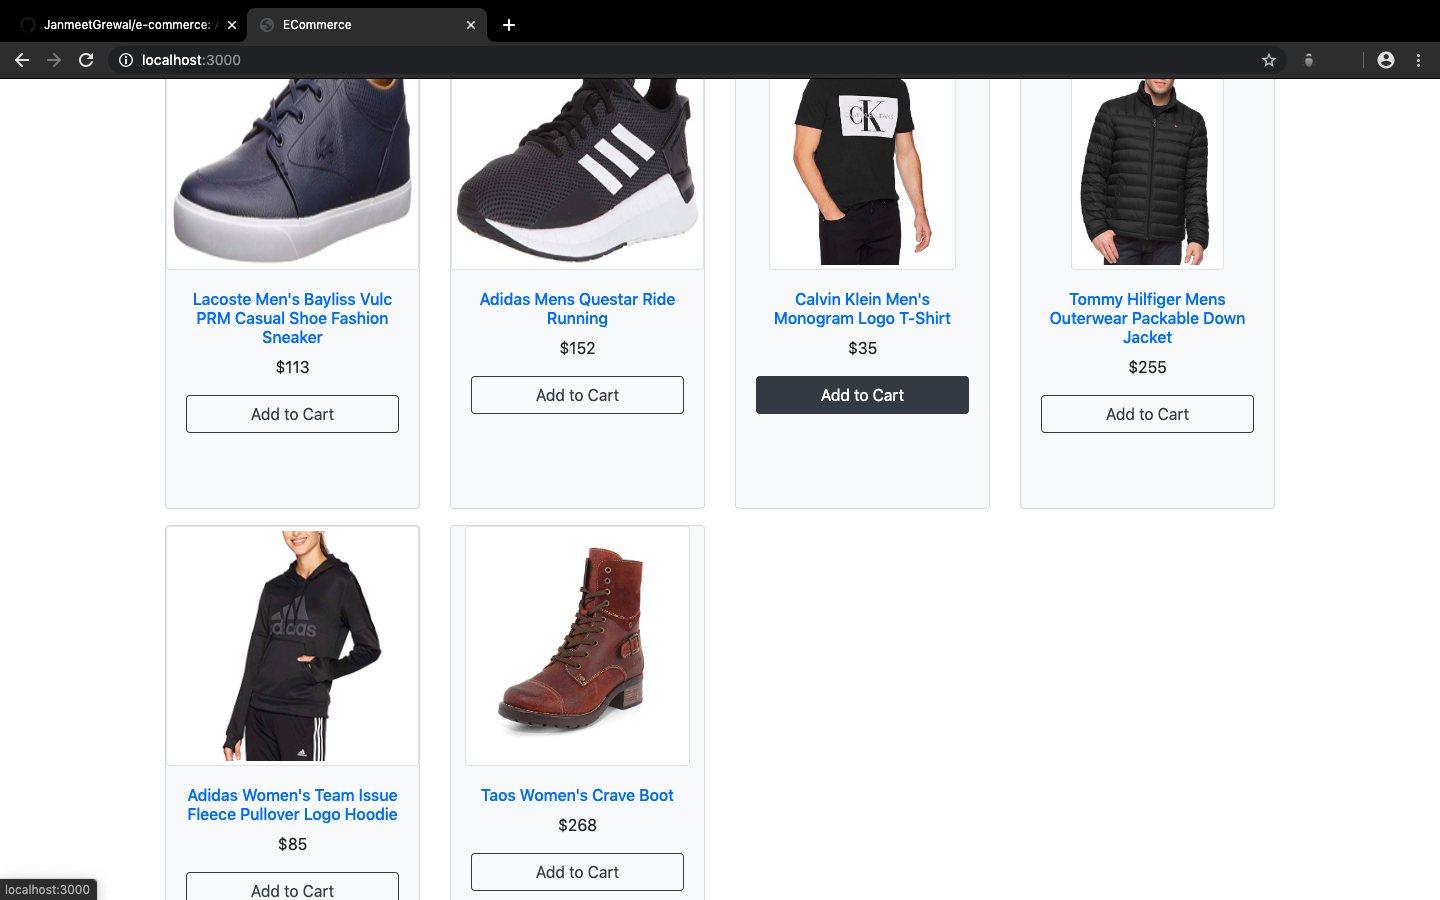 JanmeetGrewal/e-commerce:
ECommerce
localhost:3000
CK
Lacoste Men's Bayliss Vulc
PRM Casual Shoe Fashion
Sneaker
$113
Add to Cart
Adidas Mens Questar Ride
Running
$152
Add to Cart
Calvin Klein Men's
Monogram Logo T-Shirt
$35
Add to Cart
Tommy Hilfiger Mens
Outerwear Packable Down
Jacket
$255
Add to Cart
adidas
Adidas Women's Team Issue
Fleece Pullover Logo Hoodie
$85
Add to Cart
Taos Women's Crave Boot
$268
Add to Cart
localhost:3000